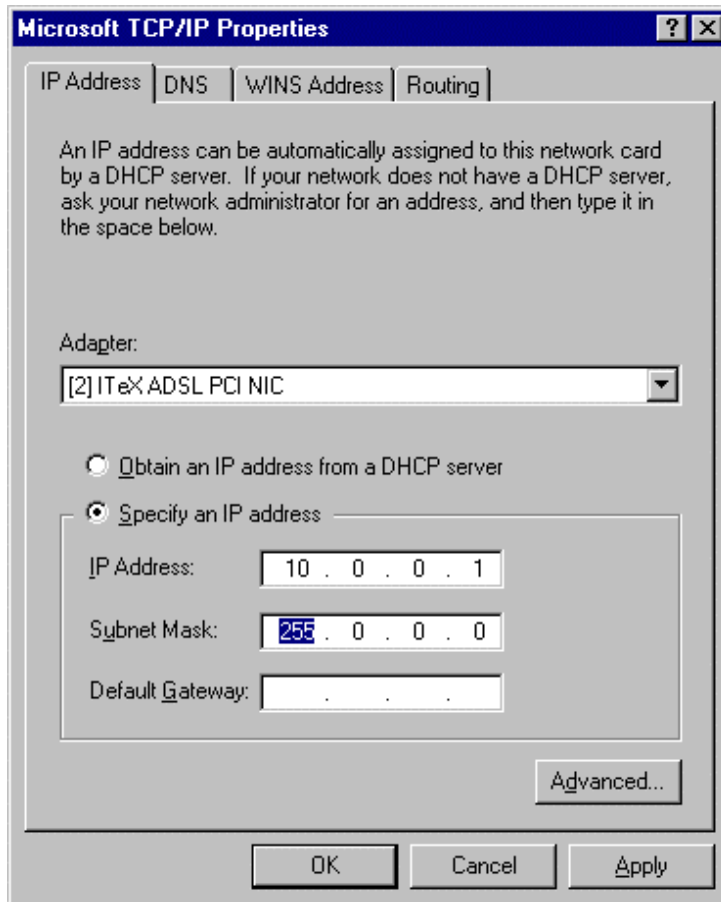 Microsoft TCP/IP Properties
IP Address DNS WINS Address Routing
An IP address can be automatically assigned to this network card
by a DHCP server. If your network does not have a DHCP server,
ask your network administrator for an address, and then type it in
the space below.
Adapter:
[2] ITeX ADSL PCI NIC
Obtain an IP address from a DHCP server
Specify an IP address
IP Address: 10 . 0 . 0 . 1
Subnet Mask: 255 . 0 . 0 . 0
Default Gateway: . . .
Advanced...
OK Cancel Apply